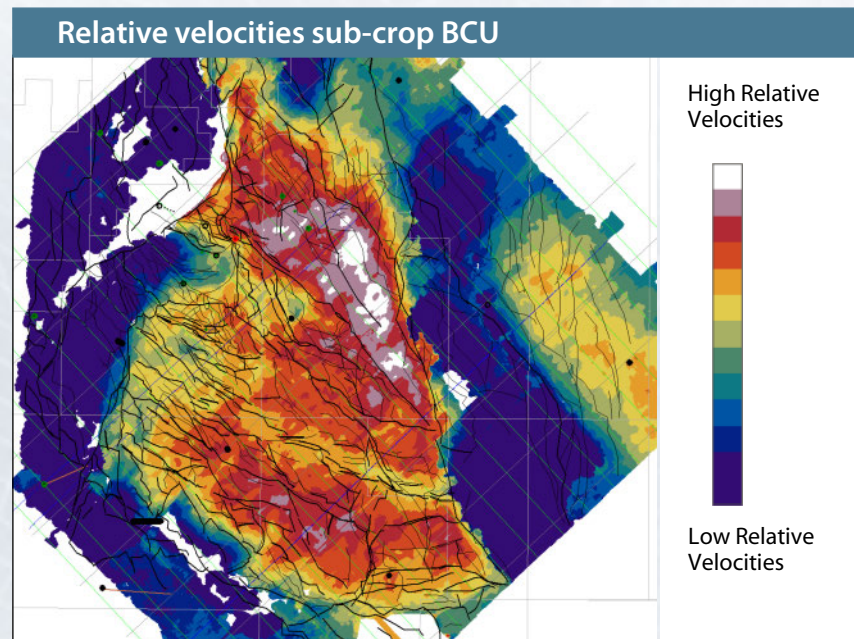 Relative velocities sub-crop BCU
High Relative
Velocities
Low Relative
Velocities